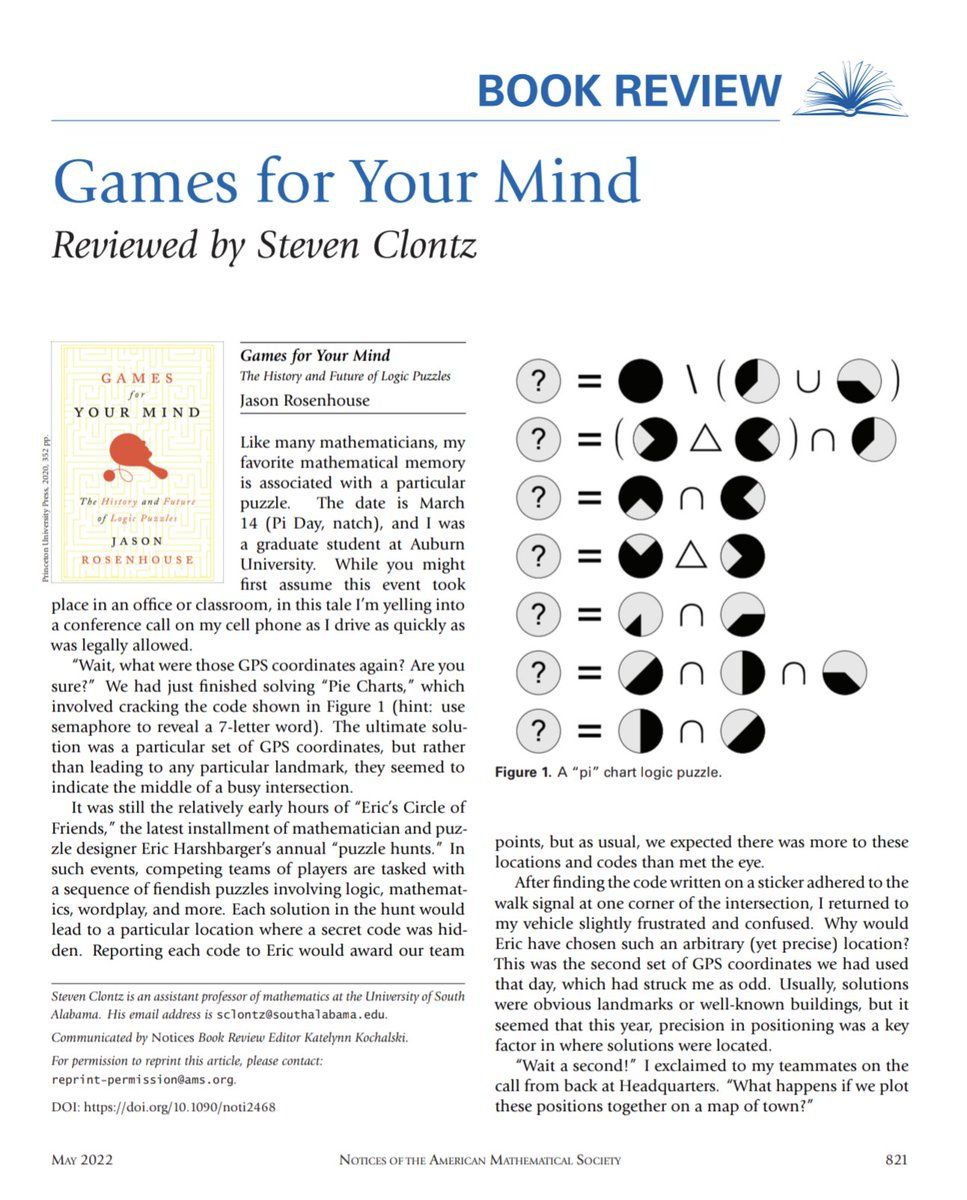 BOOK REVIEW
Games for Your Mind
Reviewed by Steven Clontz
GAMES
for
YOUR MIND
The History and Future
of Logic Puzzles
JASON
ROSENHOUSE
Princeton University Press, 2020, 352 pp.
Games for Your Mind
The History and Future of Logic Puzzles
Jason Rosenhouse
Like many mathematicians, my
favorite mathematical memory
is associated with a particular
puzzle. The date is March
14 (Pi Day, natch), and I was
a graduate student at Auburn
University. While you might
first assume this event took
place in an office or classroom, in this tale I'm yelling into
a conference call on my cell phone as I drive as quickly as
was legally allowed.
"Wait, what were those GPS coordinates again? Are you
sure?" We had just finished solving "Pie Charts," which
involved cracking the code shown in Figure 1 (hint: use
semaphore to reveal a 7-letter word). The ultimate solu-
tion was a particular set of GPS coordinates, but rather
than leading to any particular landmark, they seemed to
indicate the middle of a busy intersection.
It was still the relatively early hours of "Eric's Circle of
Friends," the latest installment of mathematician and puz-
zle designer Eric Harshbarger's annual "puzzle hunts." In
such events, competing teams of players are tasked with
a sequence of fiendish puzzles involving logic, mathemat-
ics, wordplay, and more. Each solution in the hunt would
lead to a particular location where a secret code was hid-
den. Reporting each code to Eric would award our team
Steven Clontz is an assistant professor of mathematics at the University of South
Alabama. His email address is sclontz@southalabama.edu.
Communicated by Notices Book Review Editor Katelynn Kochalski.
For permission to reprint this article, please contact:
reprint-permission@ams.org.
DOI: https://doi.org/10.1090/noti2468
? = \ ( ∪ )
? = ( △ ) ∩
? = ∩
? = △
? = ∩
? = ∩ ∩
? = ∩
Figure 1. A "pi" chart logic puzzle.
points, but as usual, we expected there was more to these
locations and codes than met the eye.
After finding the code written on a sticker adhered to the
walk signal at one corner of the intersection, I returned to
my vehicle slightly frustrated and confused. Why would
Eric have chosen such an arbitrary (yet precise) location?
This was the second set of GPS coordinates we had used
that day, which had struck me as odd. Usually, solutions
were obvious landmarks or well-known buildings, but it
seemed that this year, precision in positioning was a key
factor in where solutions were located.
"Wait a second!" I exclaimed to my teammates on the
call from back at Headquarters. "What happens if we plot
these positions together on a map of town?"
MAY 2022
NOTICES OF THE AMERICAN MATHEMATICAL SOCIETY
821